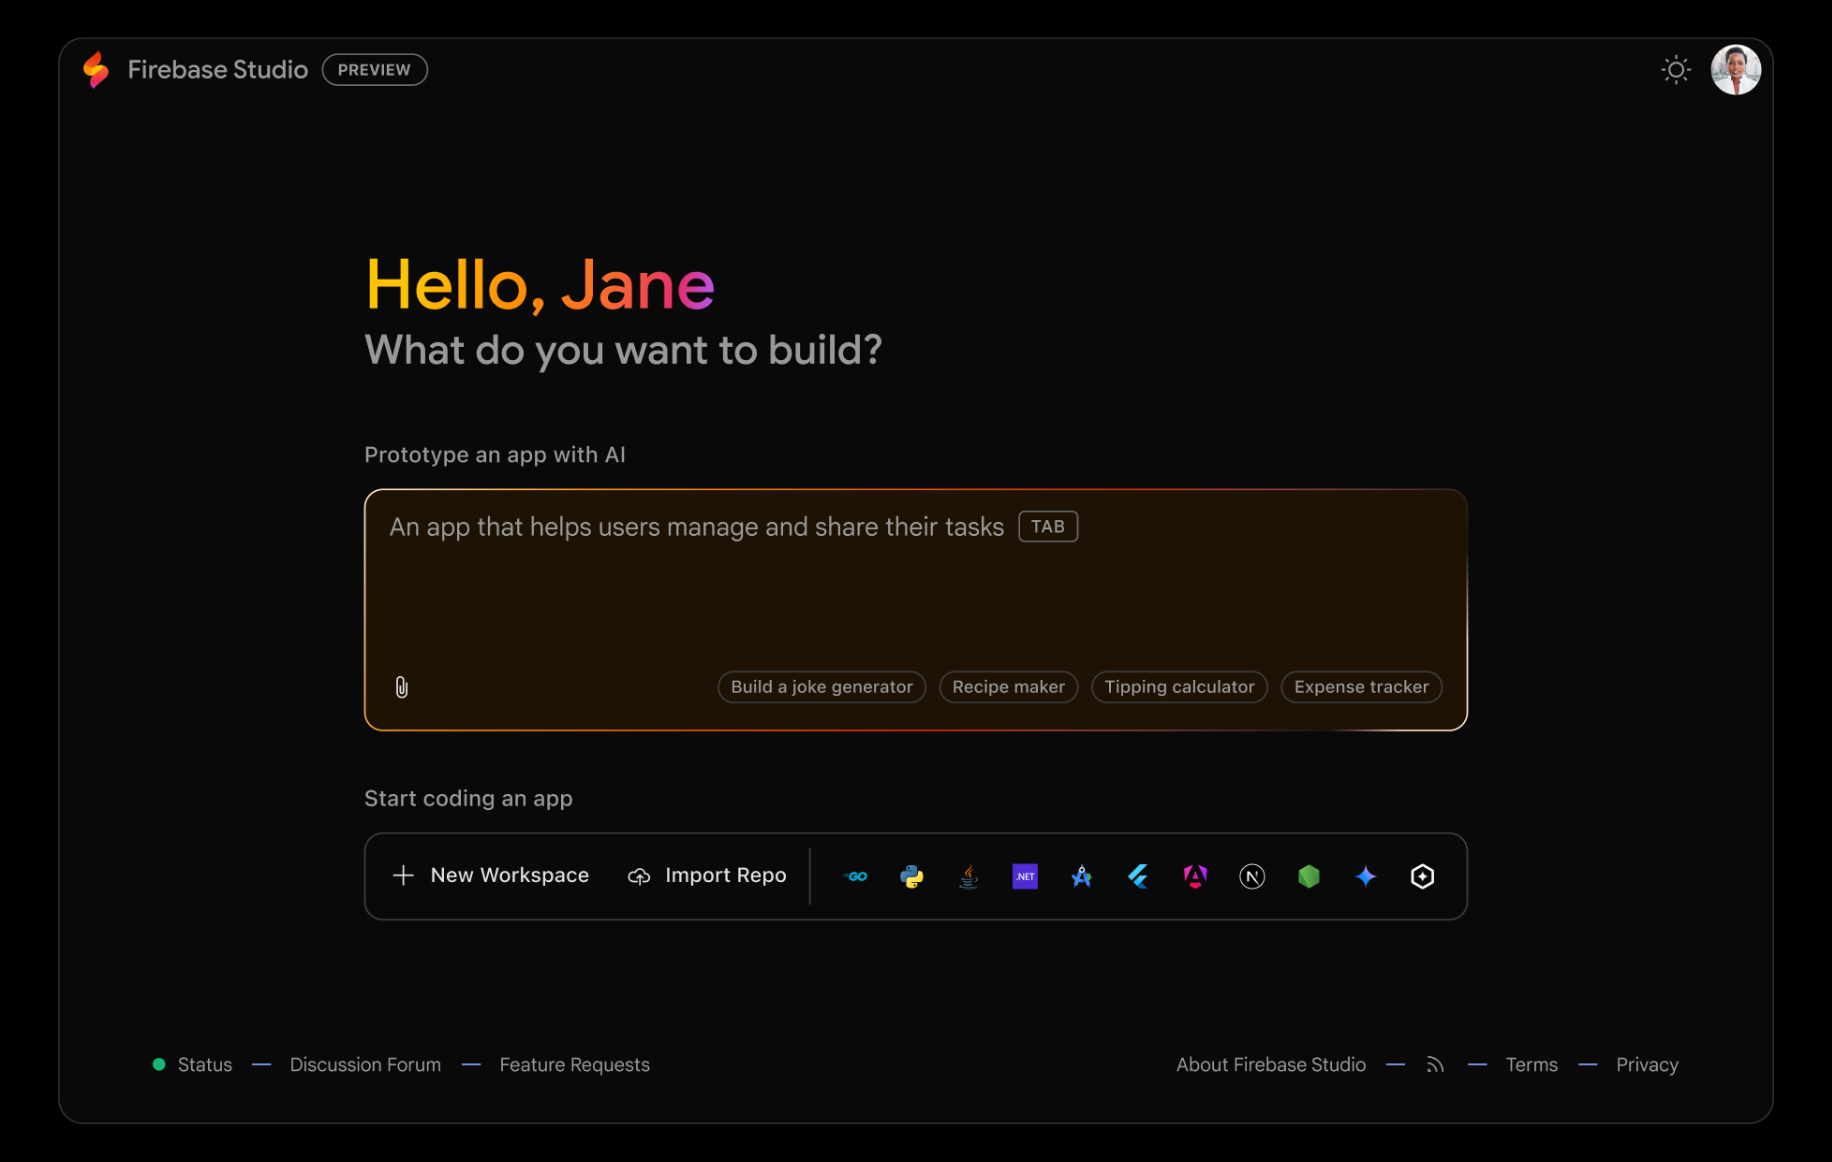 Firebase Studio PREVIEW
Hello, Jane
What do you want to build?
Prototype an app with AI
An app that helps users manage and share their tasks TAB
Build a joke generator Recipe maker Tipping calculator Expense tracker
Start coding an app
New Workspace Import Repo GO .NET N
Status — Discussion Forum — Feature Requests About Firebase Studio — — Terms — Privacy